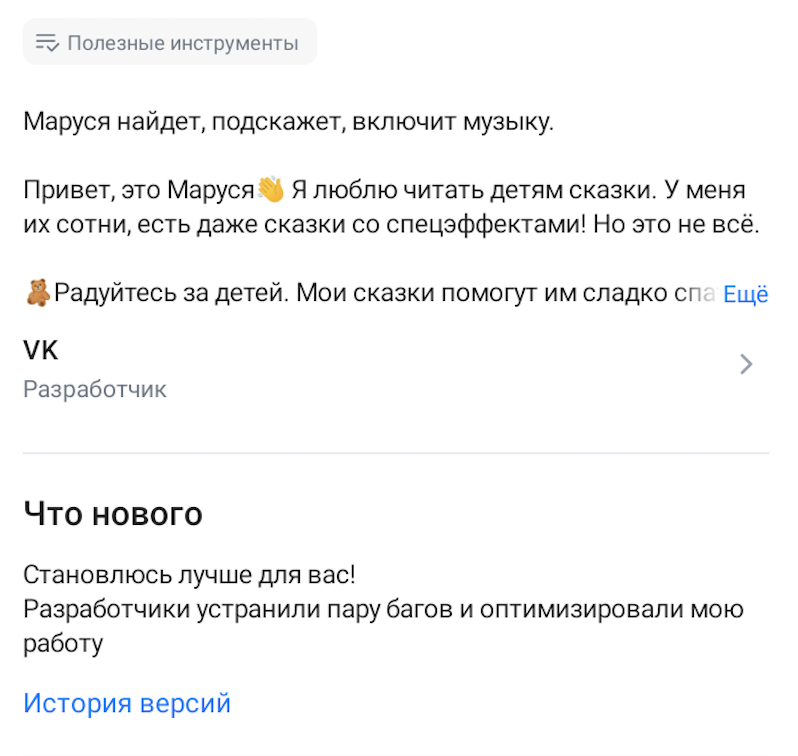 Полезные инструменты
Маруся найдет, подскажет, включит музыку.
Привет, это Маруся👋 Я люблю читать детям сказки. У меня
их сотни, есть даже сказки со спецэффектами! Но это не всё.
🧸Радуйтесь за детей. Мои сказки помогут им сладко спа Ещё
VK
Разработчик
Что нового
Становлюсь лучше для вас!
Разработчики устранили пару багов и оптимизировали мою
работу
История версий